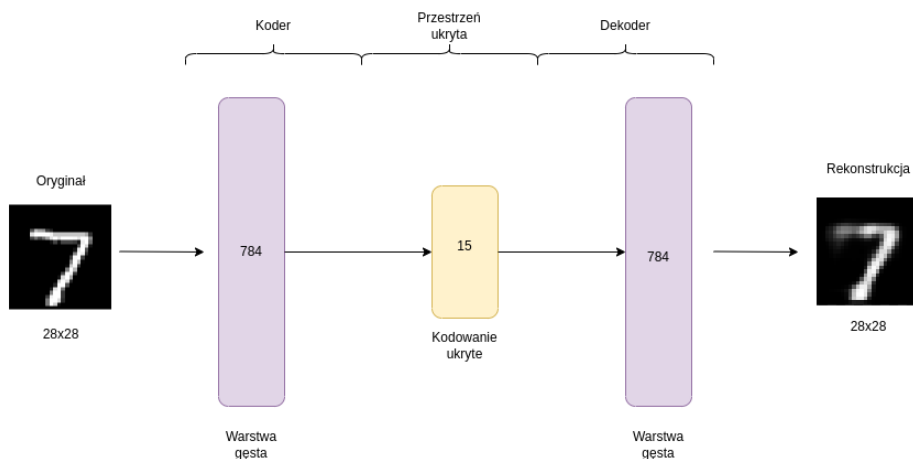 Koder
Przestrzeń
ukryta
Dekoder
Oryginał
28x28
784
Warstwa
gęsta
15
Kodowanie
ukryte
784
Warstwa
gęsta
Rekonstrukcja
28x28